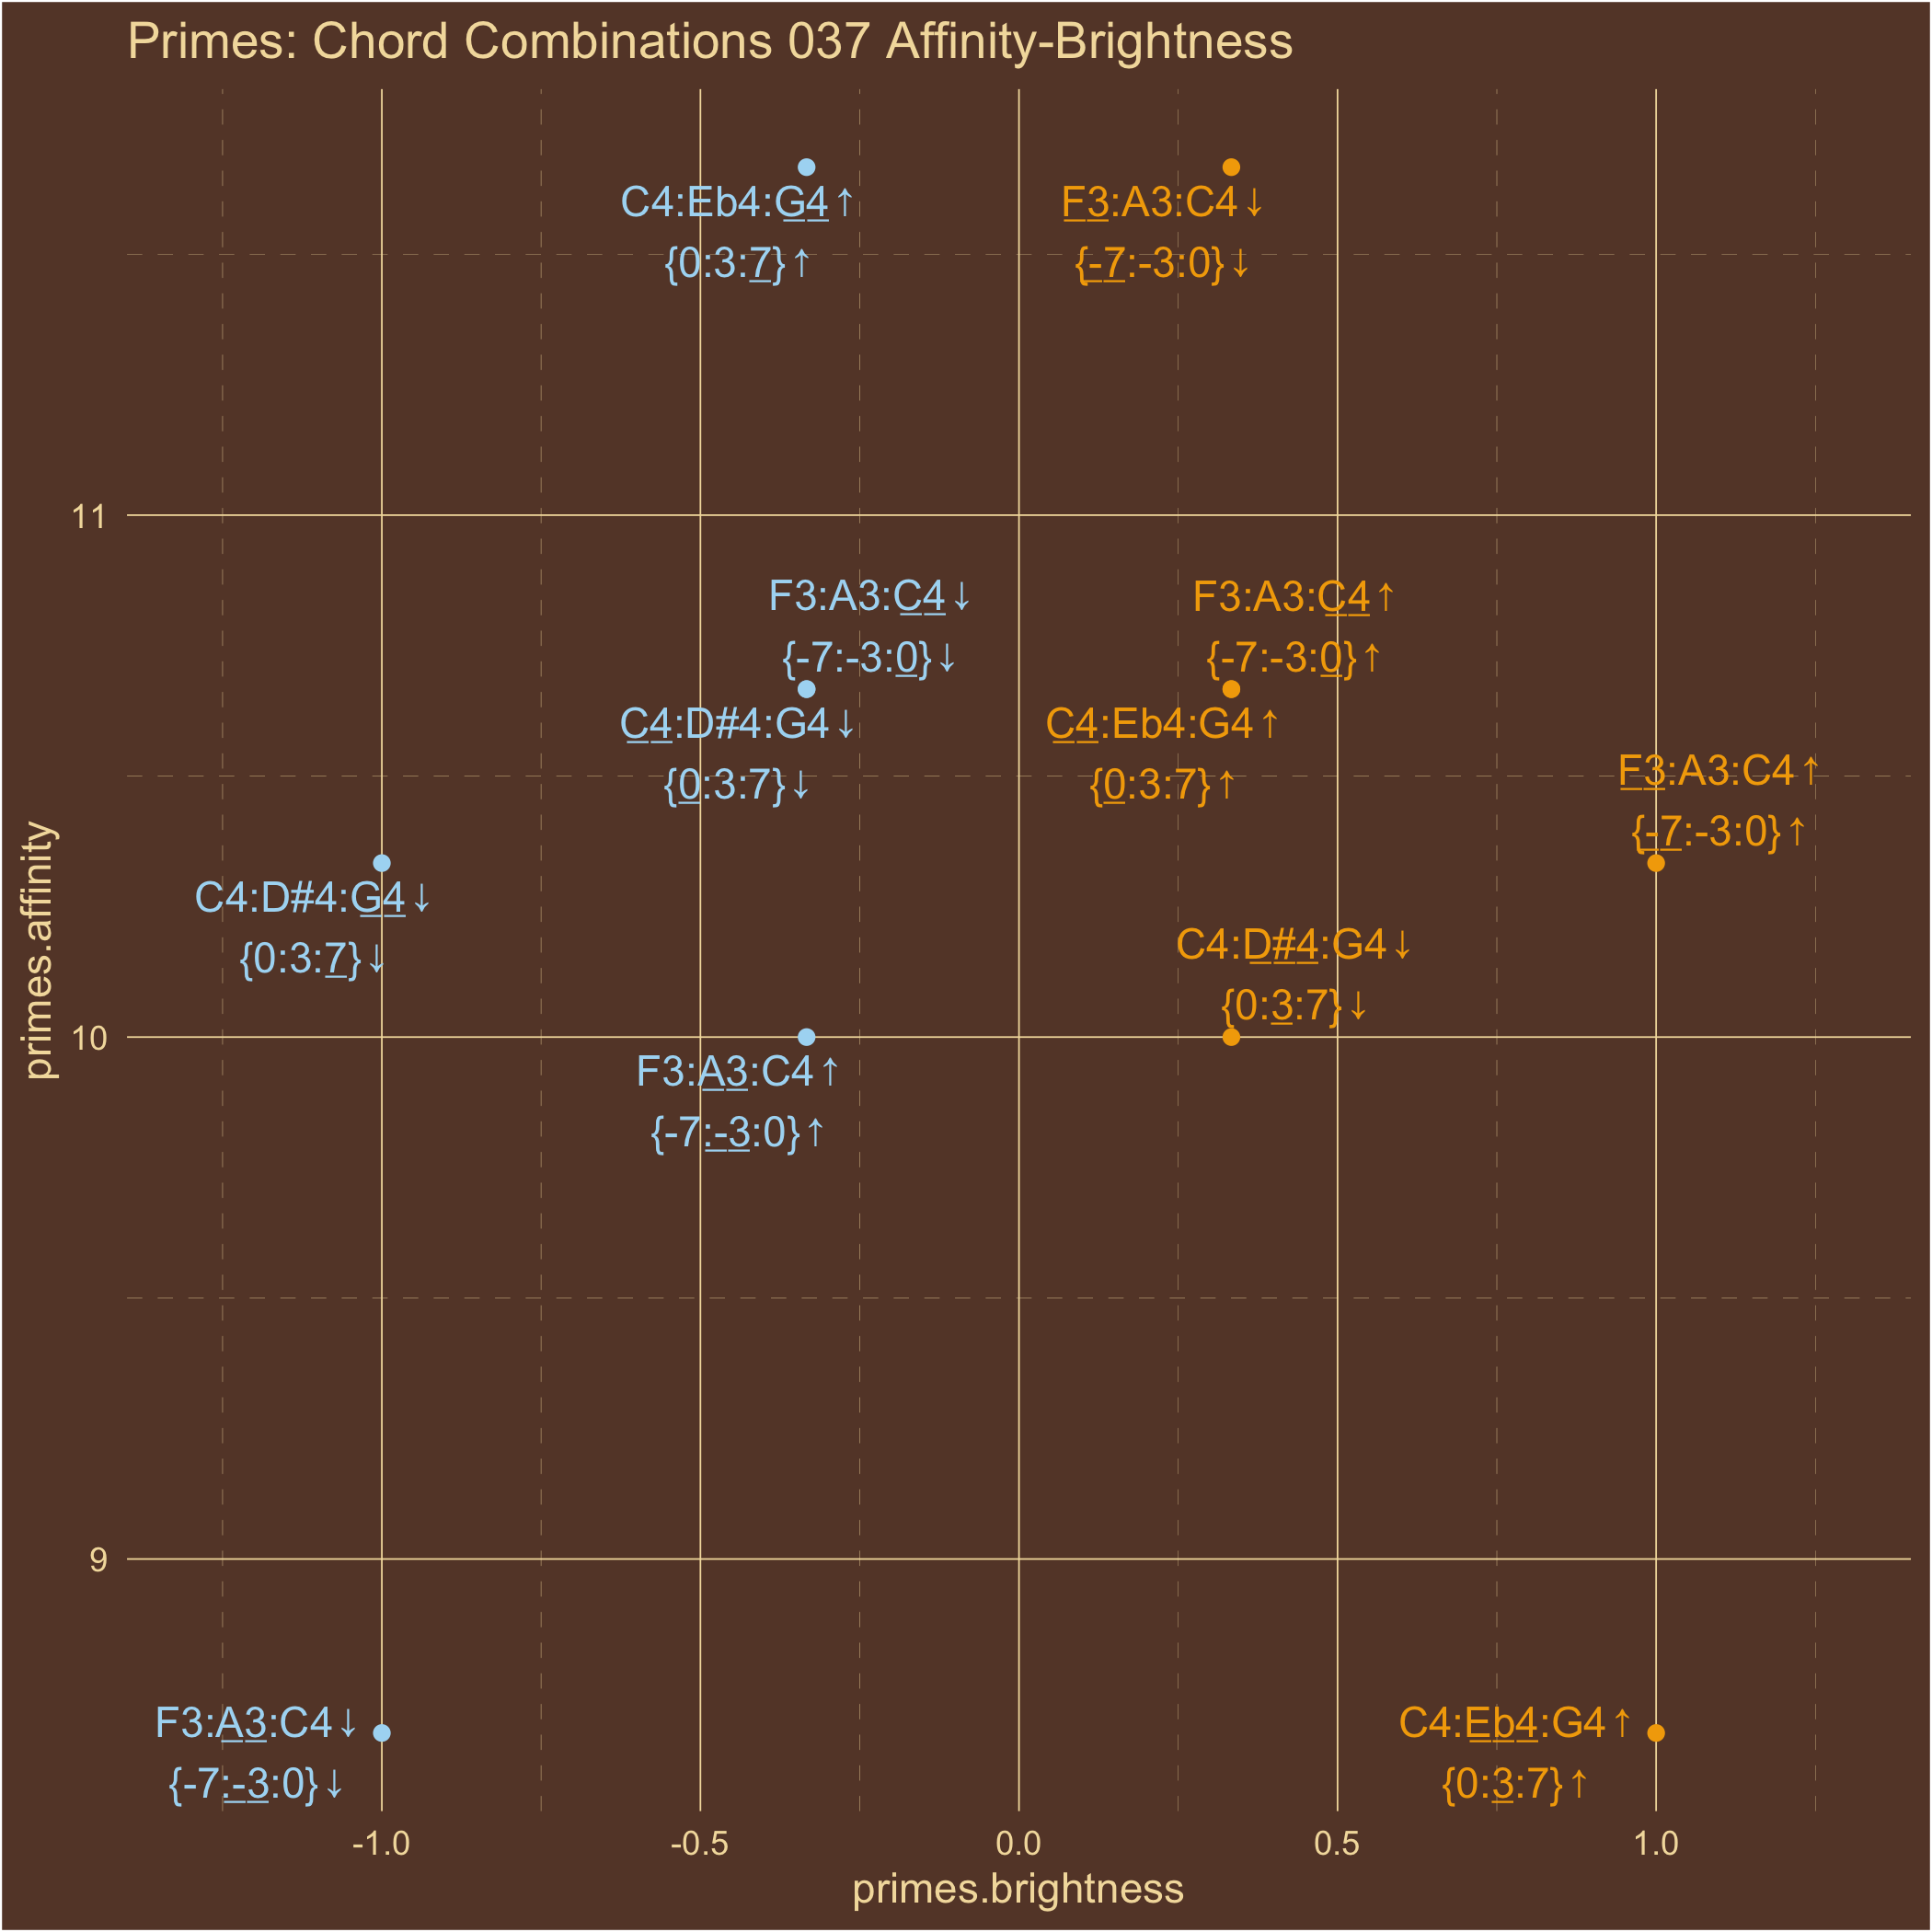 Primes: Chord Combinations 037 Affinity-Brightness
C4:Eb4:G4↑
{0:3:7}↑
F3:A3:C4↓
{-7:-3:0}↓
11
F3:A3:C4↓
{-7:-3:0}↓
F3:A3:C4↑
{-7:-3:0}↑
C4:D#4:G4↓
{0:3:7}↓
C4:Eb4:G4↑
{0:3:7}↑
F3:A3:C4↑
{-7:-3:0}↑
C4:D#4:G4↓
{0:3:7}↓
C4:D#4:G4↓
{0:3:7}↓
primes.affinity
10
F3:A3:C4↑
{-7:-3:0}↑
9
F3:A3:C4↓
{-7:-3:0}↓
C4:Eb4:G4↑
{0:3:7}↑
-1.0
-0.5
0.0
0.5
1.0
primes.brightness